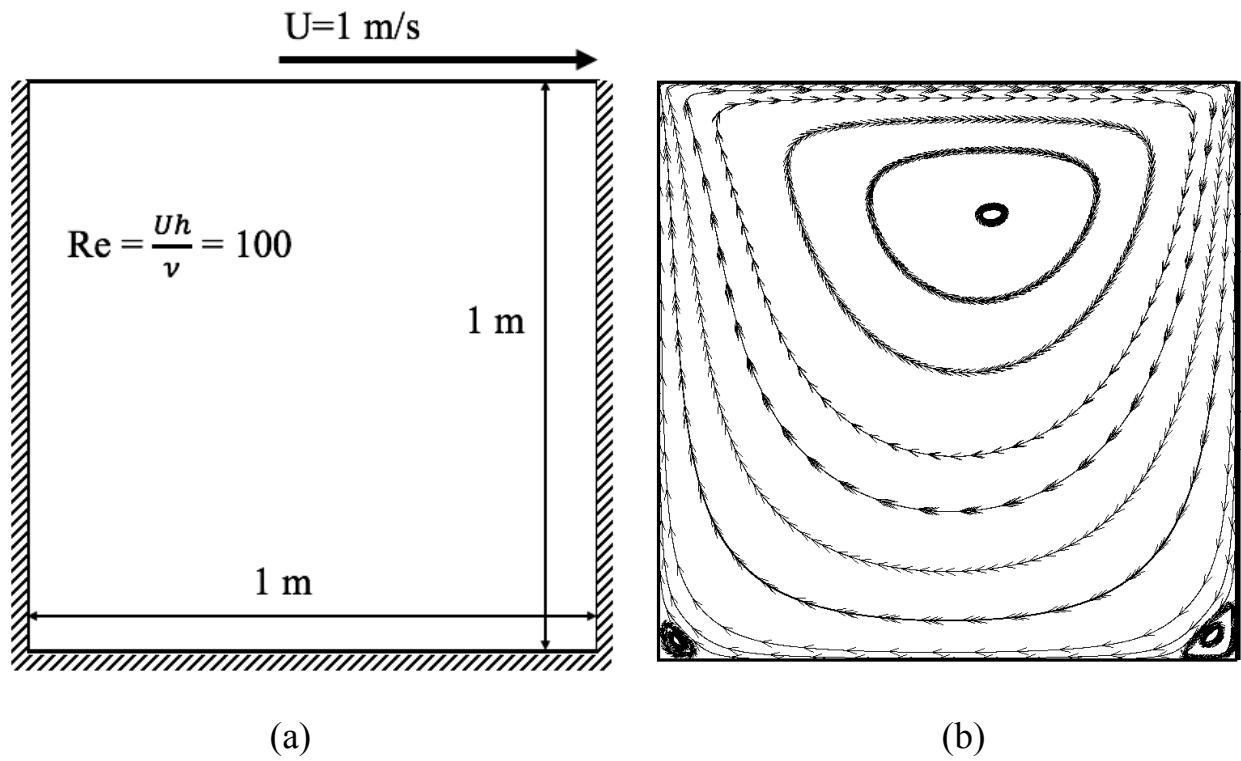 U=1 m/s
Re = Uh/ν = 100
1 m
1 m
(a)
(b)